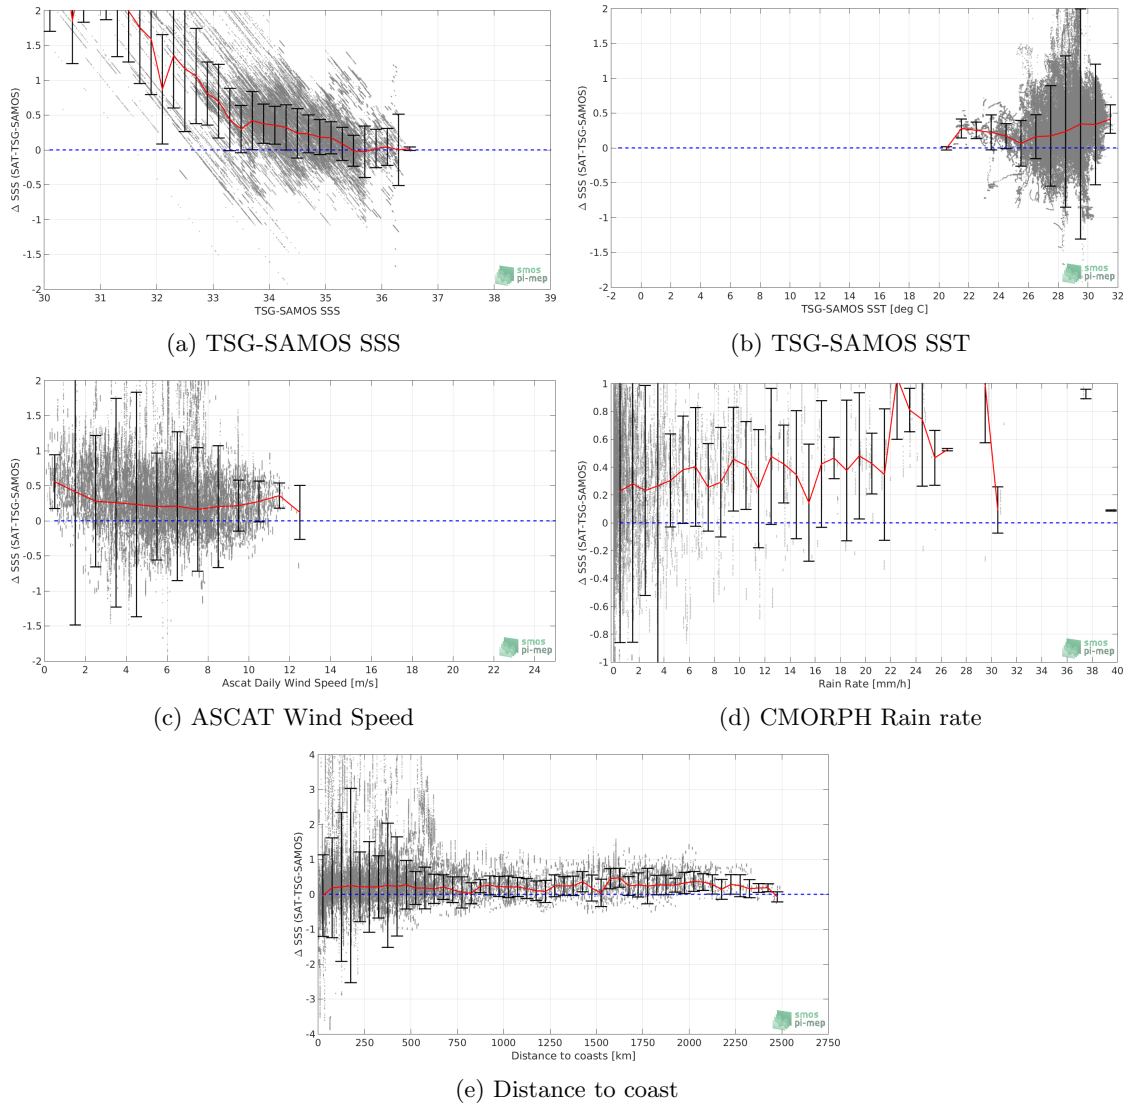 2
1.5
1
0.5
0
-0.5
-1
-1.5
-2
Δ SSS (SAT-TSG-SAMOS)
30 31 32 33 34 35 36 37 38 39
TSG-SAMOS SSS
smos
pi-mep
(a) TSG-SAMOS SSS
2
1.5
1
0.5
0
-0.5
-1
-1.5
-2
Δ SSS (SAT-TSG-SAMOS)
-2 0 2 4 6 8 10 12 14 16 18 20 22 24 26 28 30 32
TSG-SAMOS SST [deg C]
smos
pi-mep
(b) TSG-SAMOS SST
2
1.5
1
0.5
0
-0.5
-1
-1.5
-2
Δ SSS (SAT-TSG-SAMOS)
0 2 4 6 8 10 12 14 16 18 20 22 24
Ascat Daily Wind Speed [m/s]
smos
pi-mep
(c) ASCAT Wind Speed
1
0.8
0.6
0.4
0.2
0
-0.2
-0.4
-0.6
-0.8
-1
Δ SSS (SAT-TSG-SAMOS)
0 2 4 6 8 10 12 14 16 18 20 22 24 26 28 30 32 34 36 38 40
Rain Rate [mm/h]
smos
pi-mep
(d) CMORPH Rain rate
4
3
2
1
0
-1
-2
-3
-4
Δ SSS (SAT-TSG-SAMOS)
0 250 500 750 1000 1250 1500 1750 2000 2250 2500 2750
Distance to coasts [km]
smos
pi-mep
(e) Distance to coast